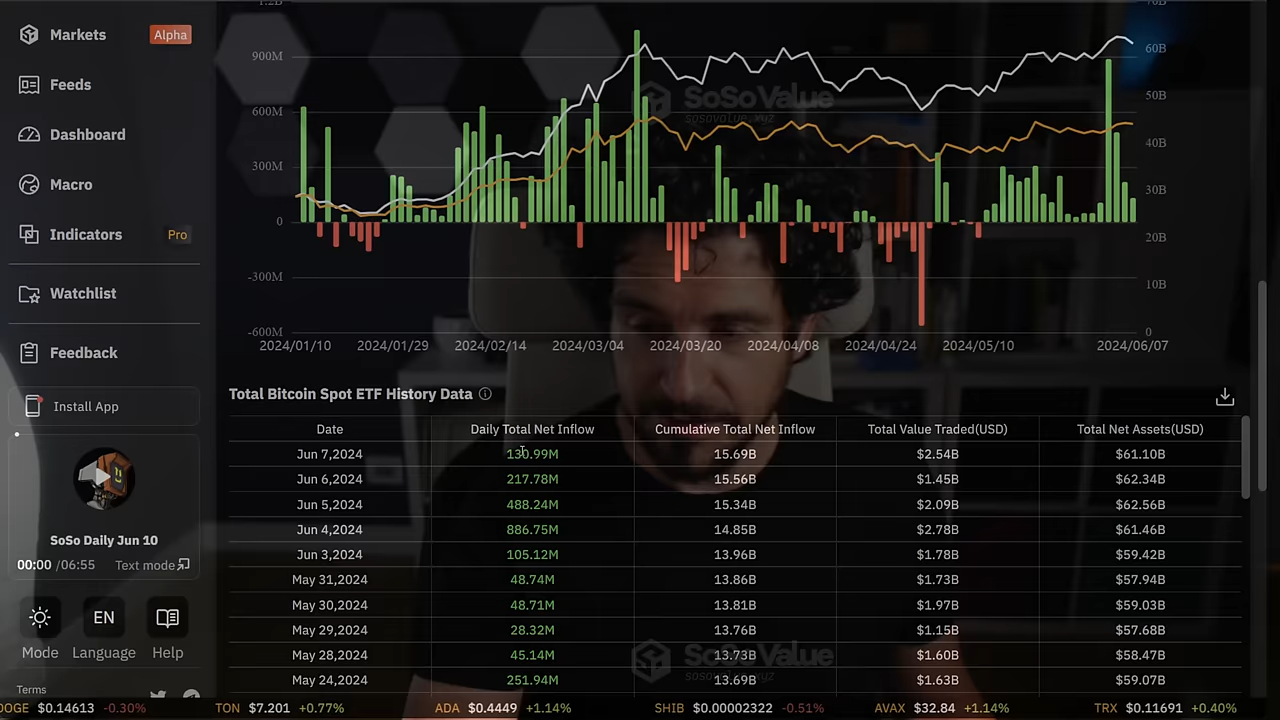 Markets Alpha
Feeds
Dashboard
Macro
Indicators Pro
Watchlist
Feedback
Install App
SoSo Daily Jun 10
00:00 /06:55 Text mode
EN
Mode Language Help
Terms
1.2B 70B
900M 60B
600M 50B
300M 40B
0 30B
-300M 20B
-600M 10B
0
SoSoValue
sosovalue.xyz
2024/01/10 2024/01/29 2024/02/14 2024/03/04 2024/03/20 2024/04/08 2024/04/24 2024/05/10 2024/06/07
Total Bitcoin Spot ETF History Data
Date Daily Total Net Inflow Cumulative Total Net Inflow Total Value Traded(USD) Total Net Assets(USD)
Jun 7,2024 130.99M 15.69B $2.54B $61.10B
Jun 6,2024 217.78M 15.56B $1.45B $62.34B
Jun 5,2024 488.24M 15.34B $2.09B $62.56B
Jun 4,2024 886.75M 14.85B $2.78B $61.46B
Jun 3,2024 105.12M 13.96B $1.78B $59.42B
May 31,2024 48.74M 13.86B $1.73B $57.94B
May 30,2024 48.71M 13.81B $1.97B $59.03B
May 29,2024 28.32M 13.76B $1.15B $57.68B
May 28,2024 45.14M 13.73B $1.60B $58.47B
May 24,2024 251.94M 13.69B $1.63B $59.07B
SoSoValue
sosovalue.xyz
DOGE $0.14613 -0.30% TON $7.201 +0.77% ADA $0.4449 +1.14% SHIB $0.00002322 -0.51% AVAX $32.84 +1.14% TRX $0.11691 +0.40%